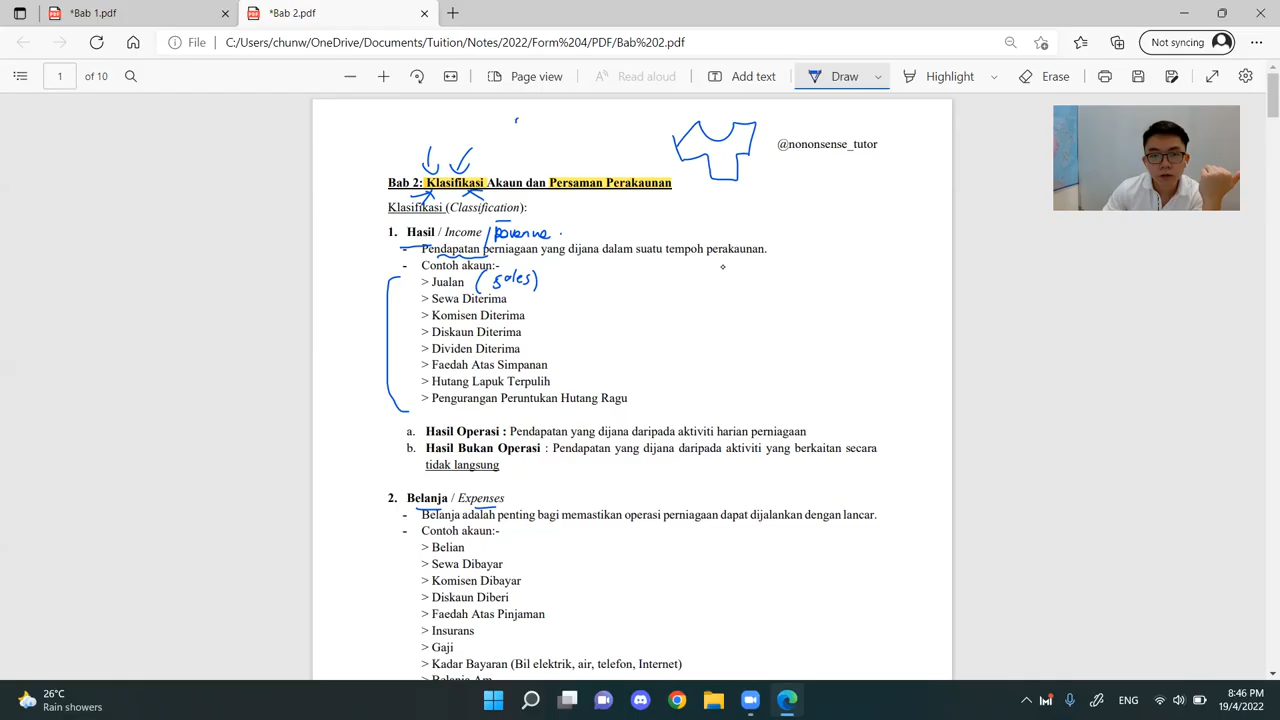 *Bab 1.pdf
*Bab 2.pdf
File C:/Users/chunw/OneDrive/Documents/Tuition/Notes/2022/Form%204/PDF/Bab%202.pdf
Not syncing
1 of 10
Page view
Read aloud
Add text
Draw
Highlight
Erase
@nononsense_tutor
Bab 2: Klasifikasi Akaun dan Persaman Perakaunan
Klasifikasi (Classification):
1. Hasil / Income / Revenue
- Pendapatan perniagaan yang dijana dalam suatu tempoh perakaunan.
- Contoh akaun:-
> Jualan (sales)
> Sewa Diterima
> Komisen Diterima
> Diskaun Diterima
> Dividen Diterima
> Faedah Atas Simpanan
> Hutang Lapuk Terpulih
> Pengurangan Peruntukan Hutang Ragu
a. Hasil Operasi : Pendapatan yang dijana daripada aktiviti harian perniagaan
b. Hasil Bukan Operasi : Pendapatan yang dijana daripada aktiviti yang berkaitan secara
tidak langsung
2. Belanja / Expenses
- Belanja adalah penting bagi memastikan operasi perniagaan dapat dijalankan dengan lancar.
- Contoh akaun:-
> Belian
> Sewa Dibayar
> Komisen Dibayar
> Diskaun Diberi
> Faedah Atas Pinjaman
> Insurans
> Gaji
> Kadar Bayaran (Bil elektrik, air, telefon, Internet)
> Belanja Am
26°C
Rain showers
ENG
8:46 PM
19/4/2022